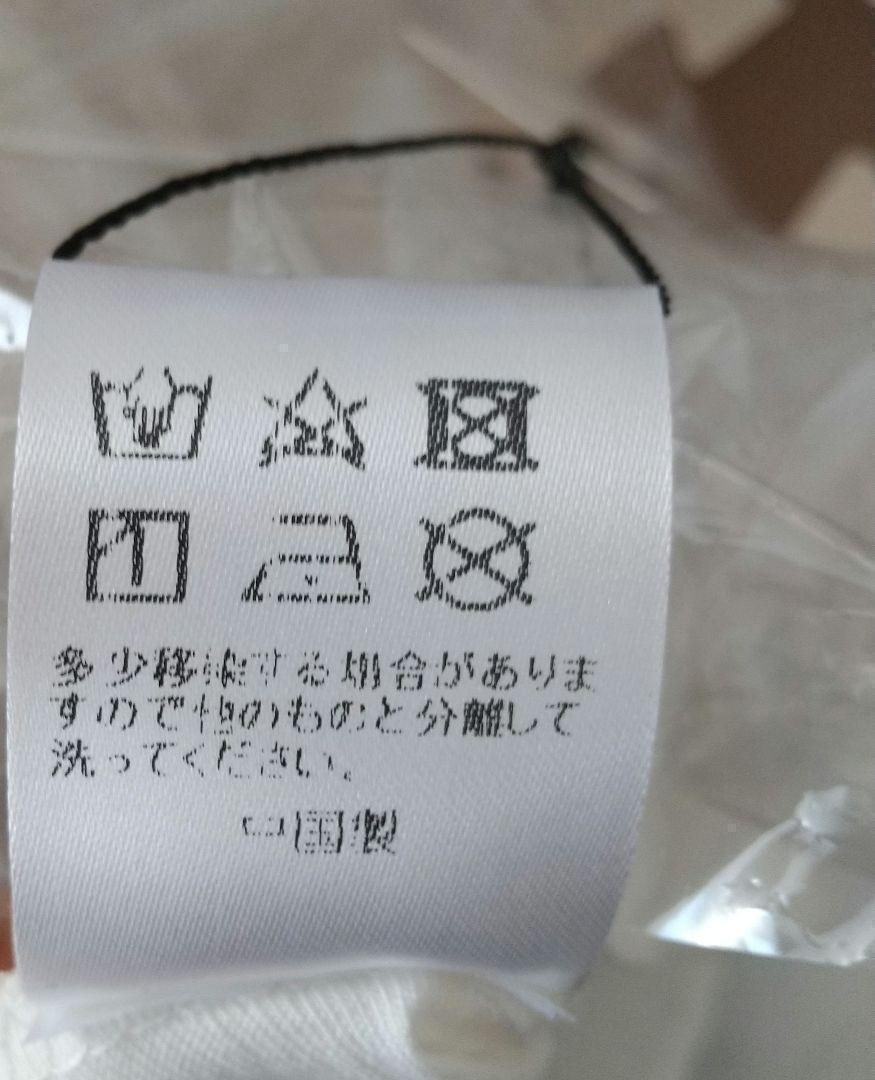 多少移染する場合がありま
すので他のものと分離して
洗ってください。
中国製